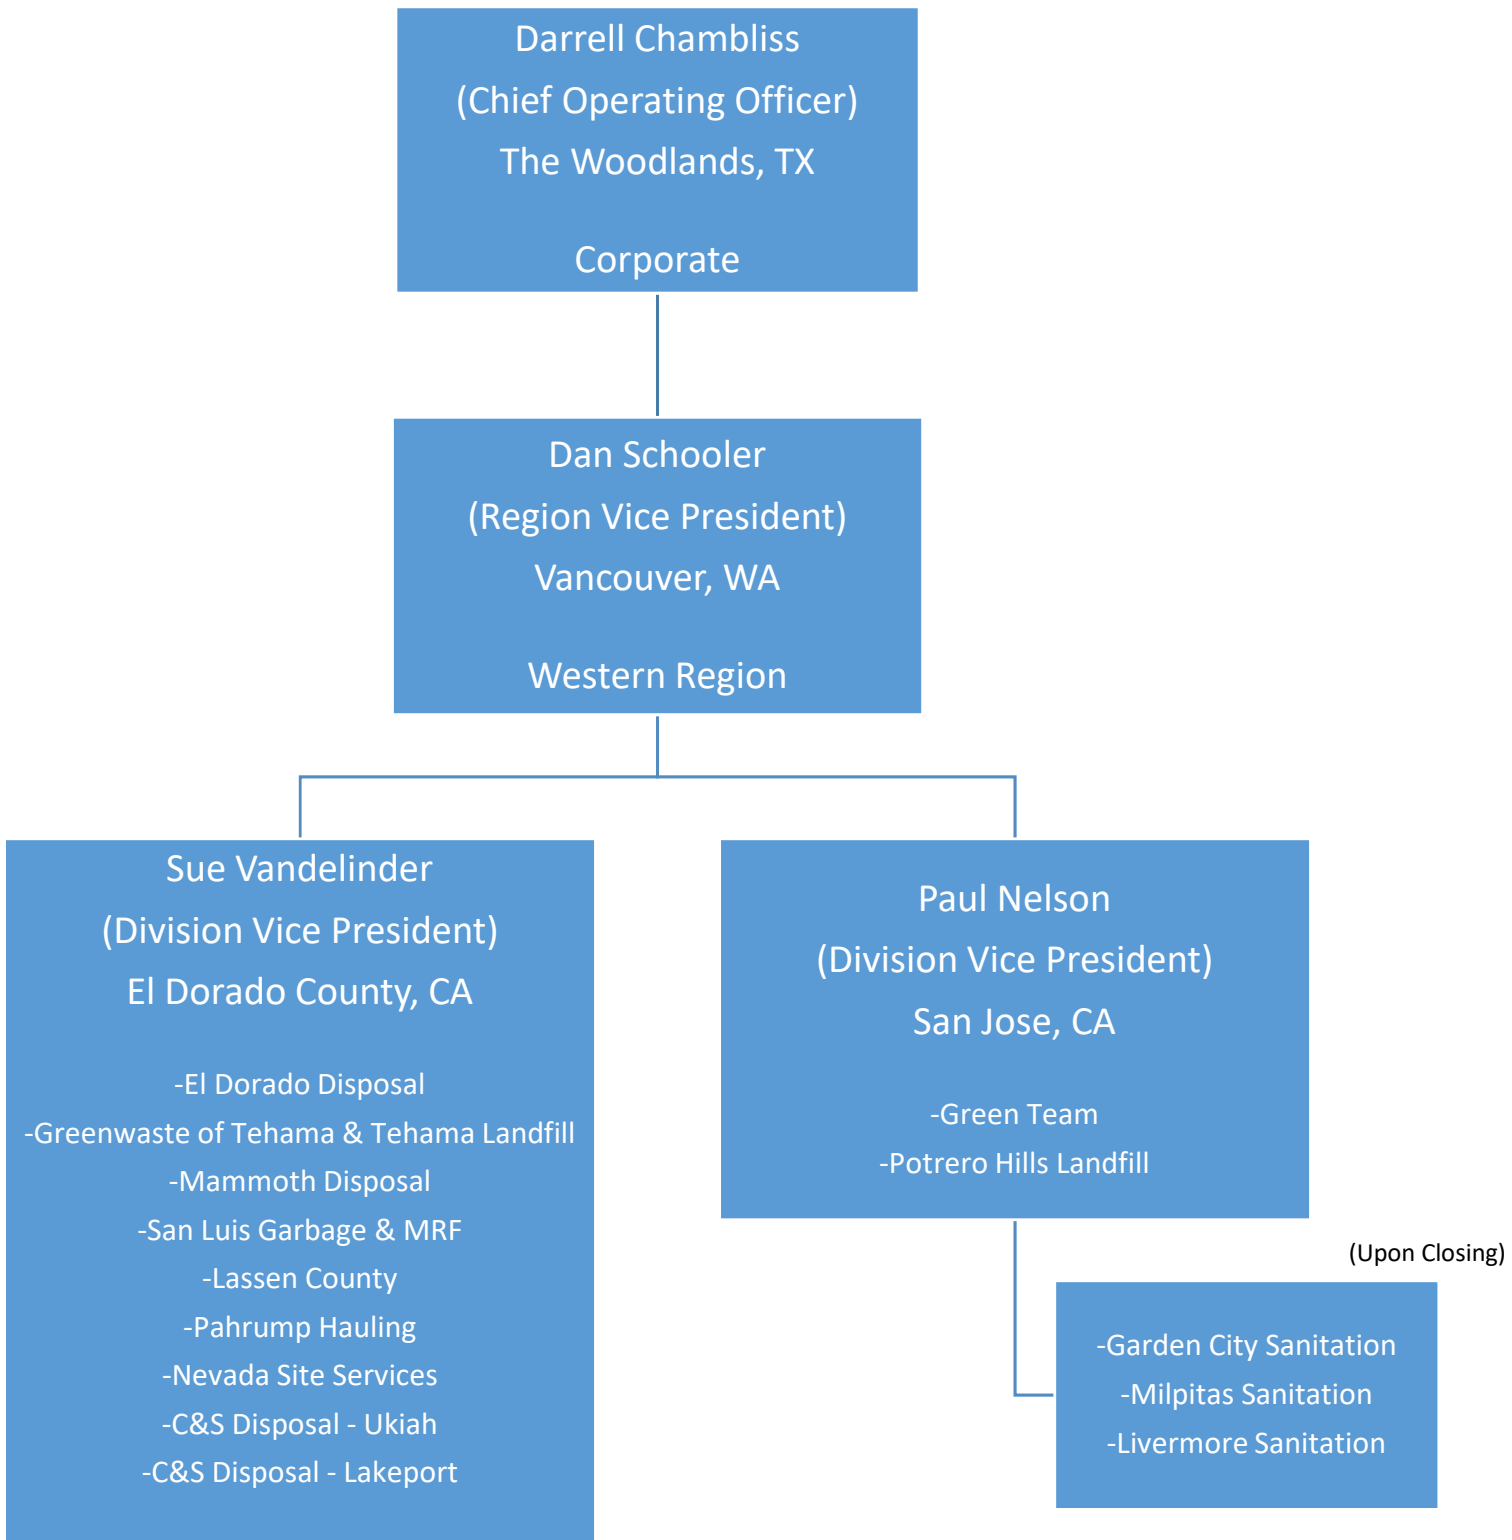 Darrell Chambliss
(Chief Operating Officer)
The Woodlands, TX
Corporate
Dan Schooler
(Region Vice President)
Vancouver, WA
Western Region
Sue Vandelinder
(Division Vice President)
El Dorado County, CA
-El Dorado Disposal
-Greenwaste of Tehama & Tehama Landfill
-Mammoth Disposal
-San Luis Garbage & MRF
-Lassen County
-Pahrump Hauling
-Nevada Site Services
-C&S Disposal - Ukiah
-C&S Disposal - Lakeport
Paul Nelson
(Division Vice President)
San Jose, CA
-Green Team
-Potrero Hills Landfill
(Upon Closing)
-Garden City Sanitation
-Milpitas Sanitation
-Livermore Sanitation